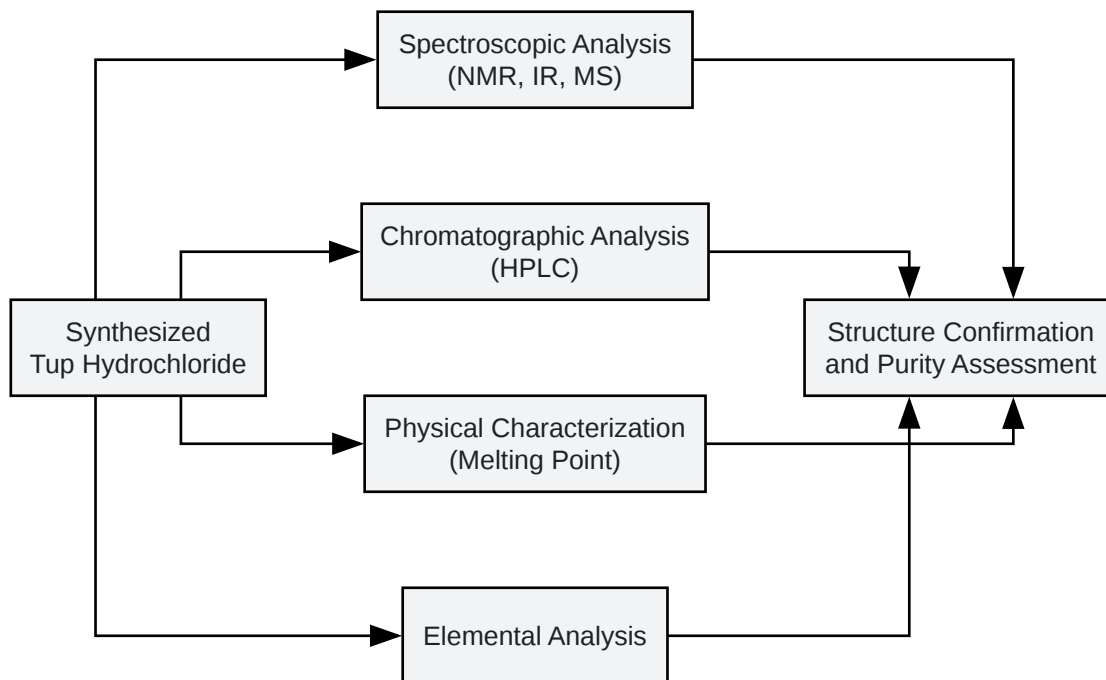 Spectroscopic Analysis
(NMR, IR, MS)
Chromatographic Analysis
(HPLC)
Synthesized
Tup Hydrochloride
Structure Confirmation
and Purity Assessment
Physical Characterization
(Melting Point)
Elemental Analysis